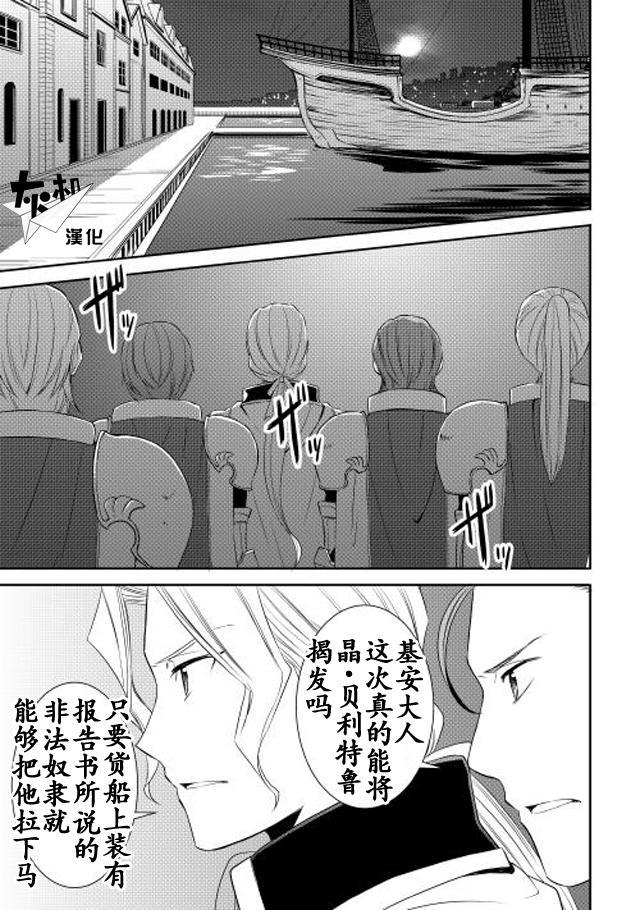 大机
漢化
ザッ
ザッ
ザッ
基安大人
这次真的能将
晶·贝利特鲁
揭发吗
只要货船上装有
报告书所说的
非法奴隶就
能够把他拉下马